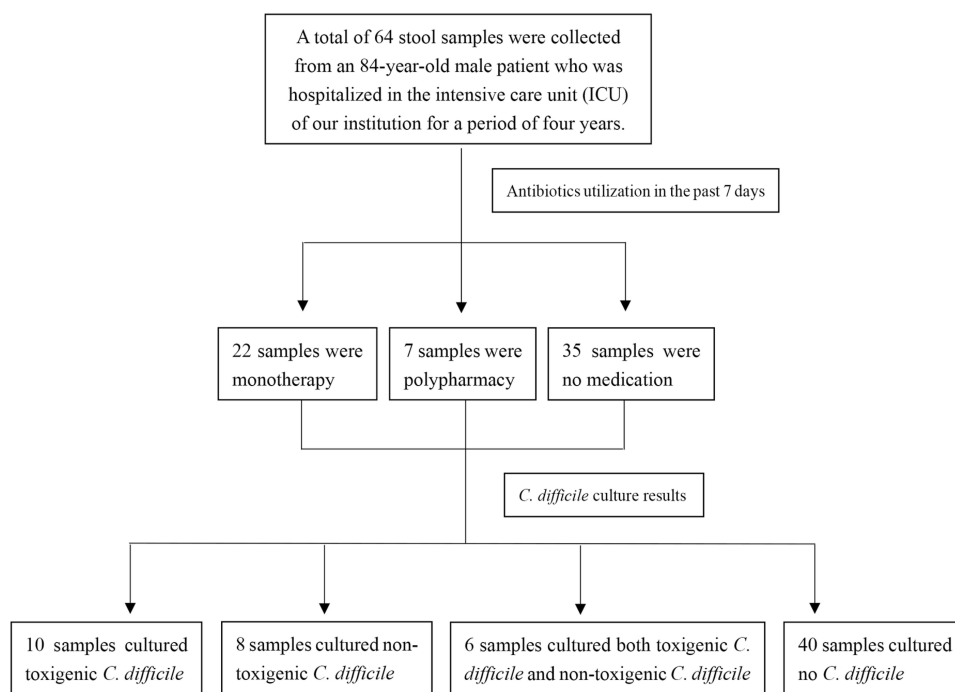 A total of 64 stool samples were collected
from an 84-year-old male patient who was
hospitalized in the intensive care unit (ICU)
of our institution for a period of four years.
Antibiotics utilization in the past 7 days
22 samples were
monotherapy
7 samples were
polypharmacy
35 samples were
no medication
C. difficile culture results
10 samples cultured
toxigenic C. difficile
8 samples cultured non-
toxigenic C. difficile
6 samples cultured both toxigenic C.
difficile and non-toxigenic C. difficile
40 samples cultured
no C. difficile